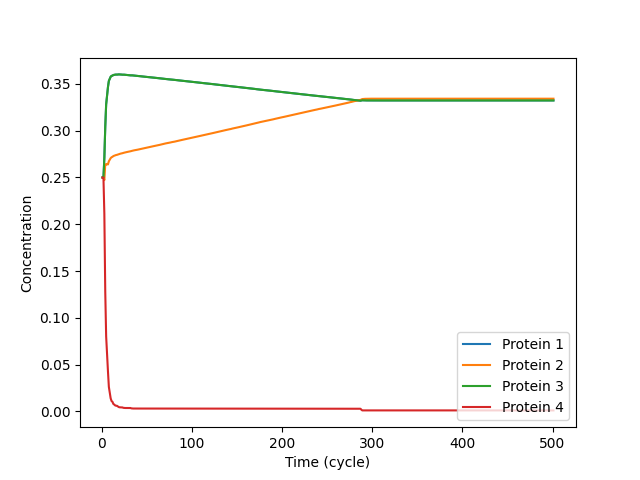 0.35
0.30
0.25
0.20
0.15
0.10
0.05
0.00
Concentration
0 100 200 300 400 500
Time (cycle)
Protein 1
Protein 2
Protein 3
Protein 4